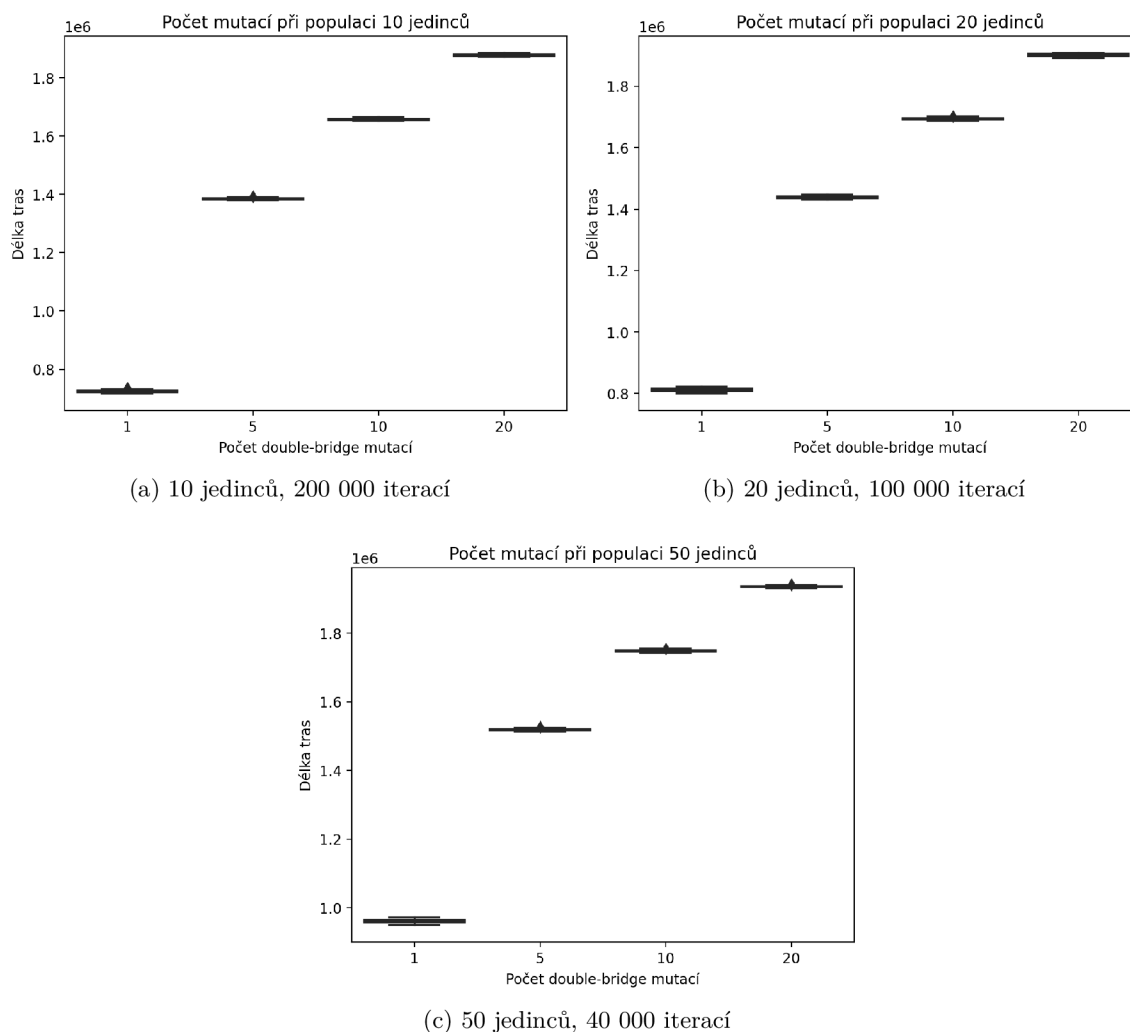 Počet mutací při populaci 10 jedinců
1e6
Délka tras
1.8
1.6
1.4
1.2
1.0
0.8
1 5 10 20
Počet double-bridge mutací
(a) 10 jedinců, 200 000 iterací
Počet mutací při populaci 20 jedinců
1e6
Délka tras
1.8
1.6
1.4
1.2
1.0
0.8
1 5 10 20
Počet double-bridge mutací
(b) 20 jedinců, 100 000 iterací
Počet mutací při populaci 50 jedinců
1e6
Délka tras
1.8
1.6
1.4
1.2
1.0
1 5 10 20
Počet double-bridge mutací
(c) 50 jedinců, 40 000 iterací